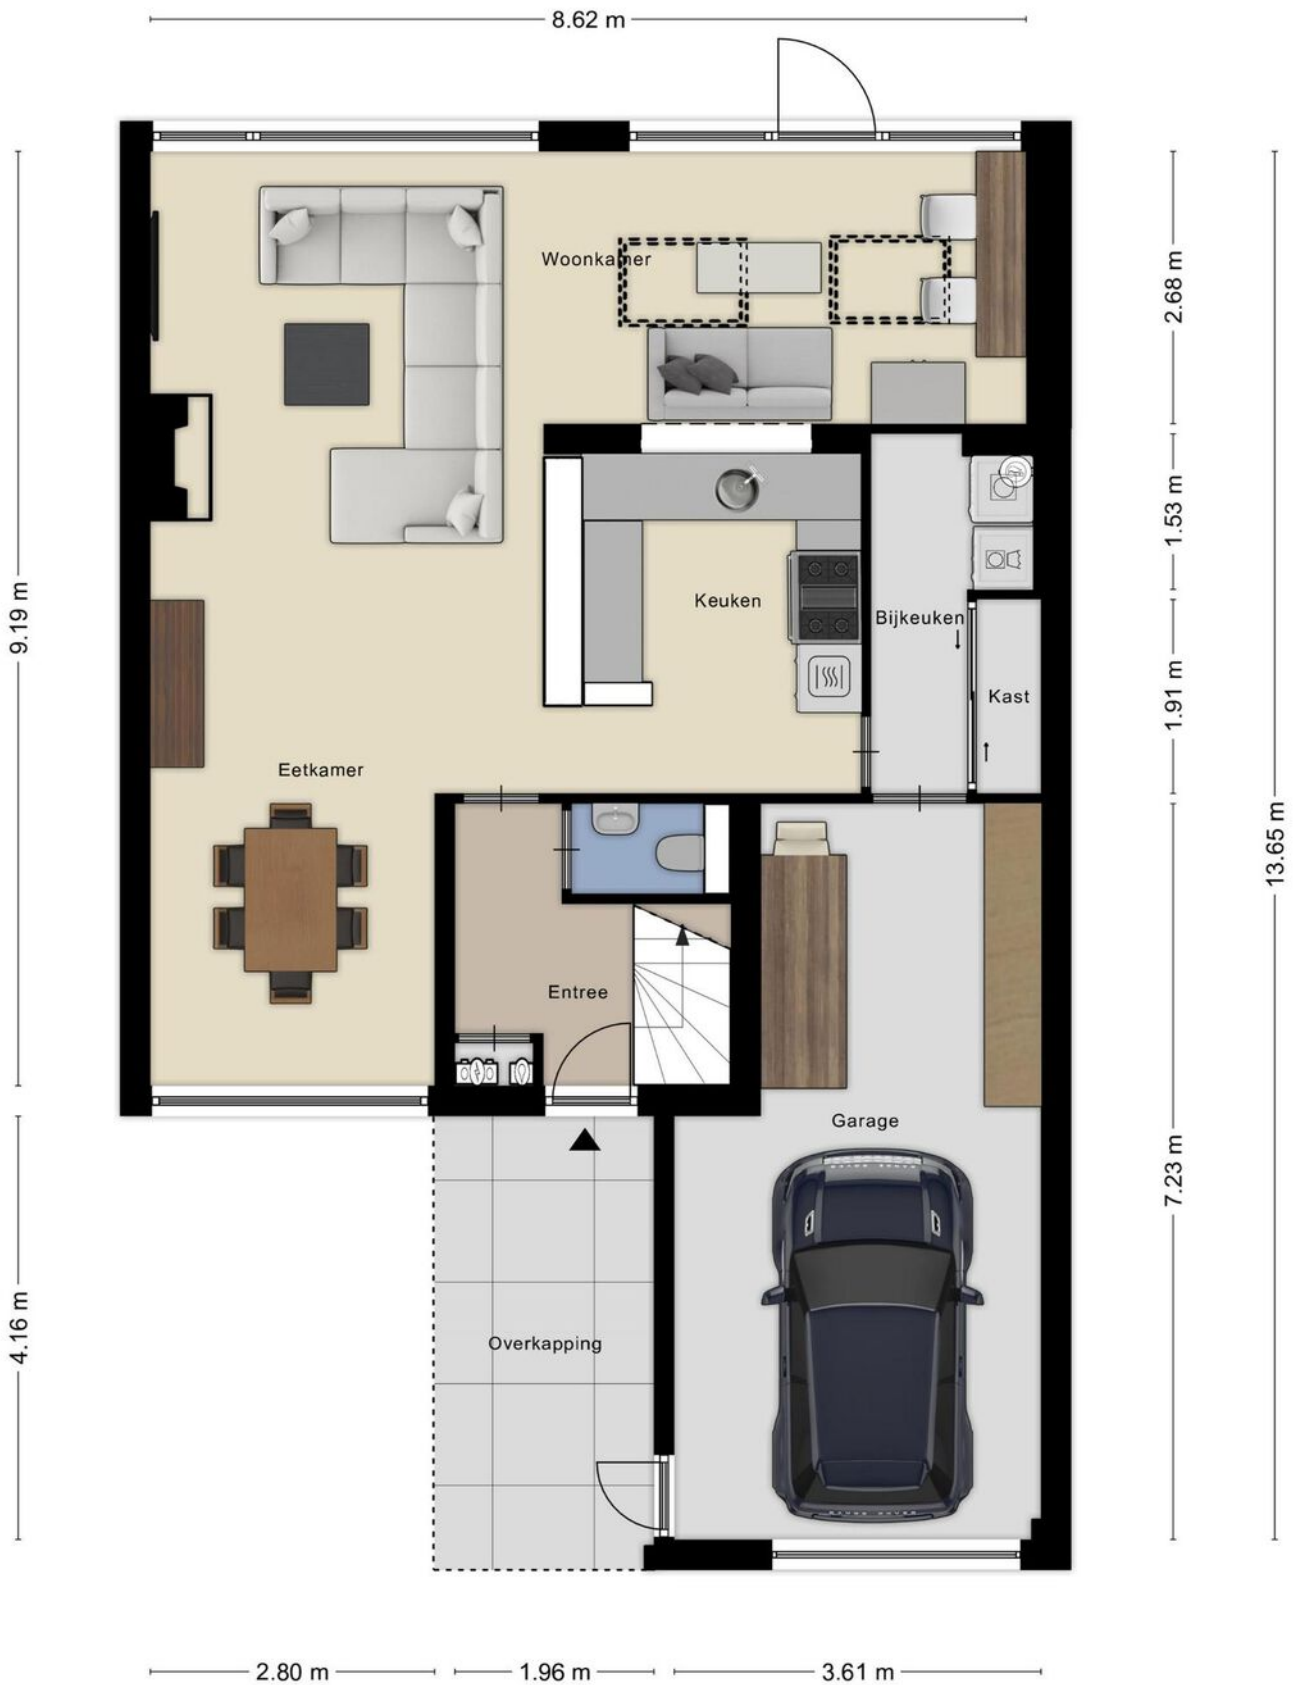 8.62 m
2.68 m
Woonkamer
1.53 m
9.19 m
Keuken
Bijkeuken
1.91 m
Kast
Eetkamer
13.65 m
Entree
Garage
7.23 m
4.16 m
Overkapping
2.80 m
1.96 m
3.61 m